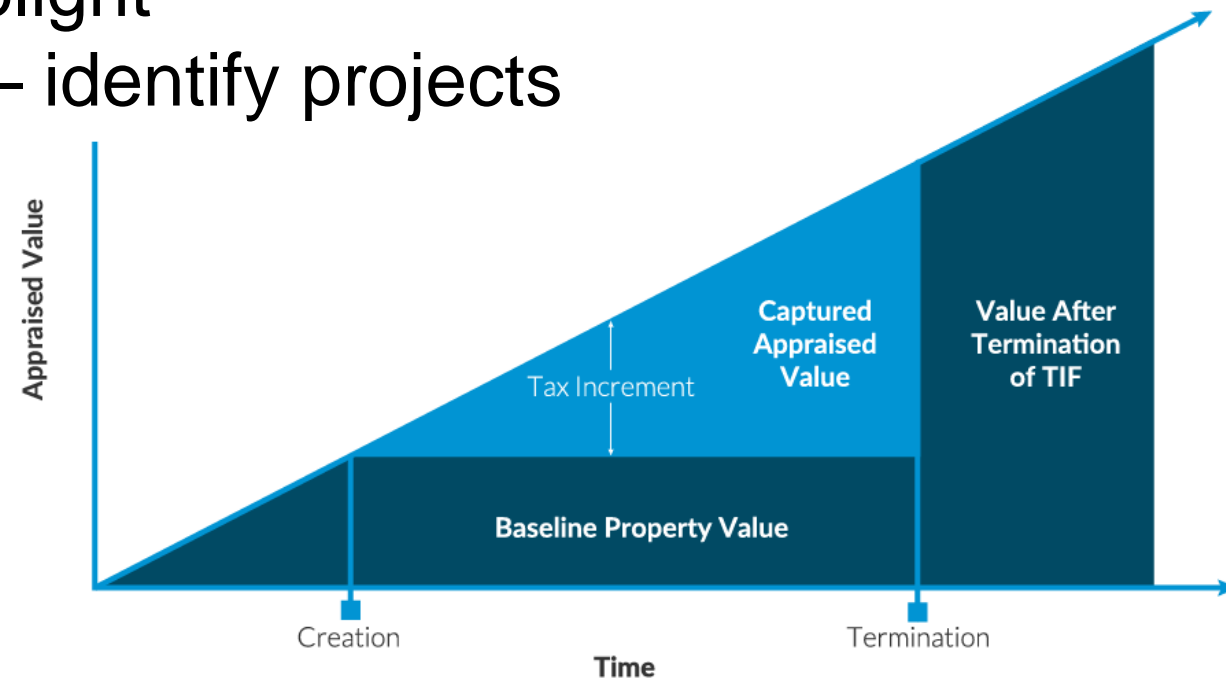 – identify projects
Appraised Value
Captured
Appraised
Value
Value After
Termination
of TIF
Tax Increment
Baseline Property Value
Creation
Termination
Time